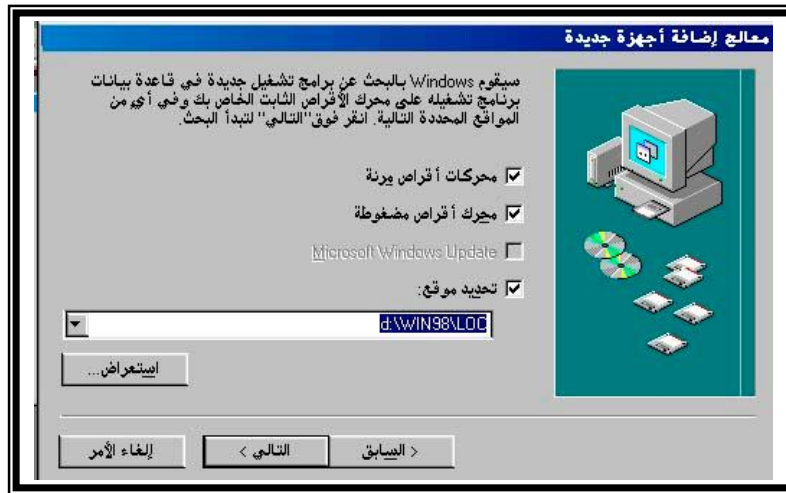 معالج إضافة أجهزة جديدة
سيقوم Windows بالبحث عن برامج تشغيل جديدة في قاعدة بيانات
برنامج تشغيله على محرك الأقراص الثابت الخاص بك وفي أي من
المواقع المحددة التالية. انقر فوق"التالي" لتبدأ البحث.
محركات أقراص مرنة
محرك أقراص مضغوطة
Microsoft Windows Update
تحديد موقع:
d:\WIN98\LOC
استعراض...
< السابق
التالي >
إلغاء الأمر